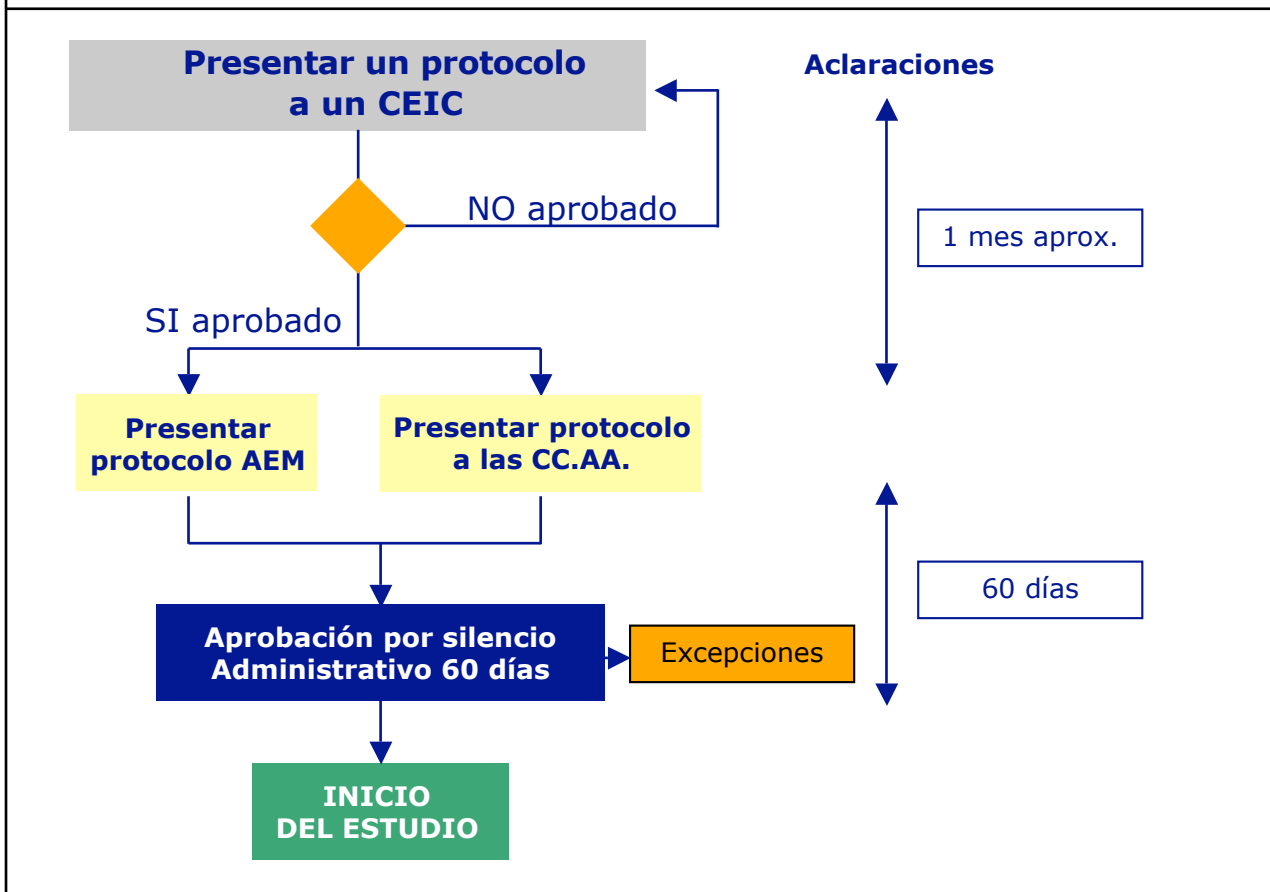 Presentar un protocolo
a un CEIC
Aclaraciones
NO aprobado
1 mes aprox.
SI aprobado
Presentar
protocolo AEM
Presentar protocolo
a las CC.AA.
60 días
Aprobación por silencio
Administrativo 60 días
Excepciones
INICIO
DEL ESTUDIO